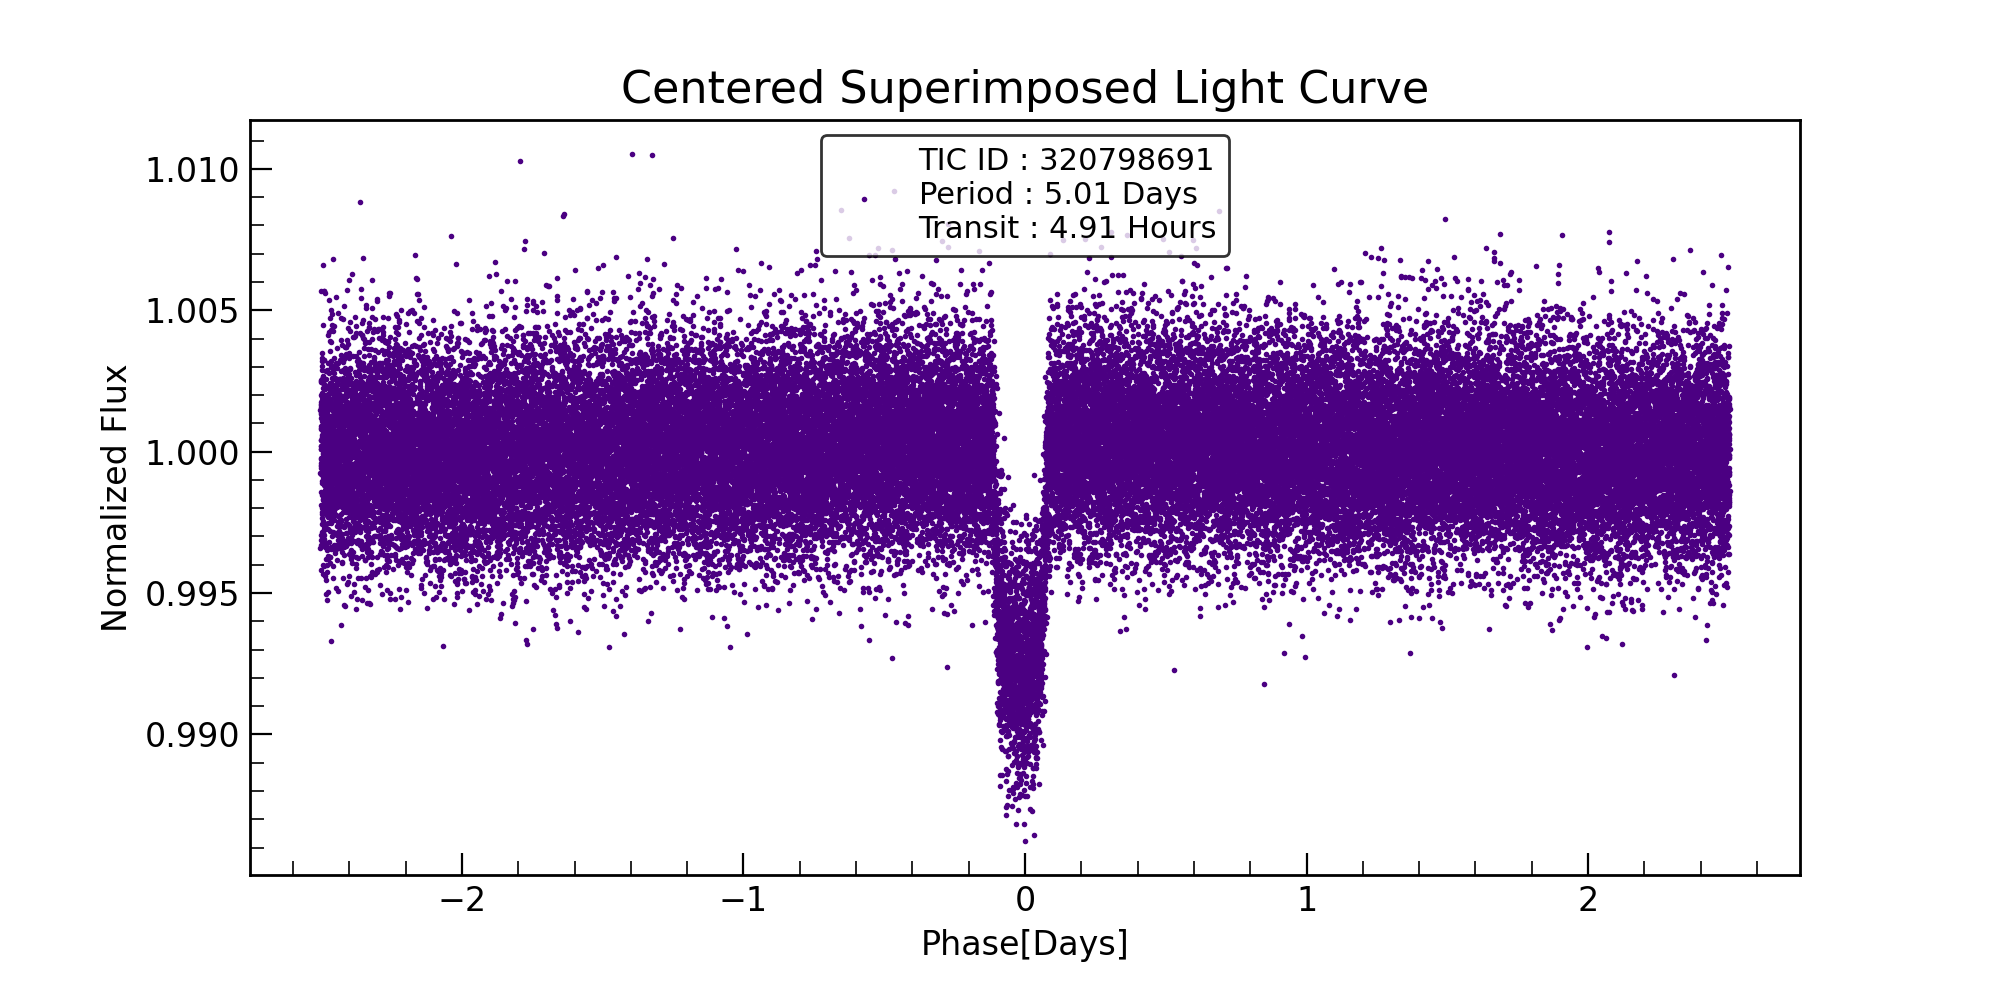 Centered Superimposed Light Curve
TIC ID : 320798691
Period : 5.01 Days
Transit : 4.91 Hours
1.010
1.005
1.000
0.995
0.990
Normalized Flux
−2
−1
0
1
2
Phase[Days]